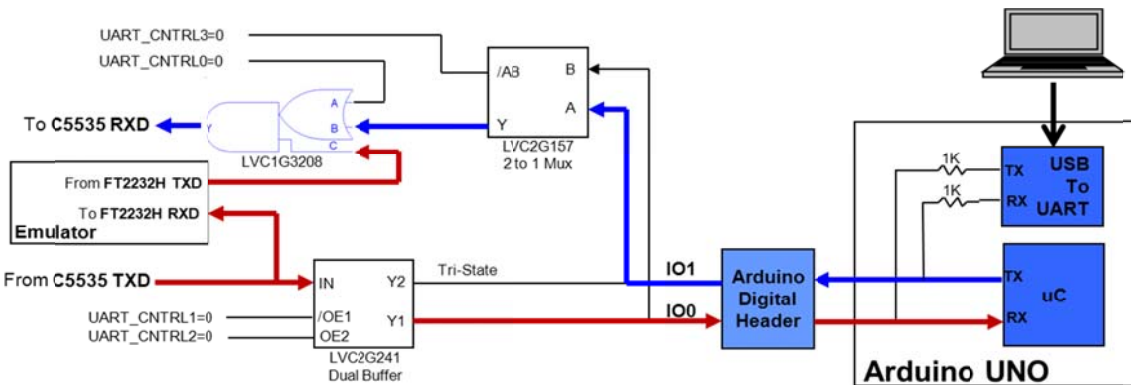 UART_CNTRL3=0
UART_CNTRL0=0
/AB
B
A
Y
LVC2G157
2 to 1 Mux
A
B
C
Y
LVC1G3208
To C5535 RXD
From FT2232H TXD
To FT2232H RXD
Emulator
From C5535 TXD
UART_CNTRL1=0
UART_CNTRL2=0
IN
/OE1
OE2
Y2
Y1
LVC2G241
Dual Buffer
Tri-State
IO1
IO0
Arduino
Digital
Header
1K
1K
TX
RX
USB
To
UART
TX
RX
uC
Arduino UNO